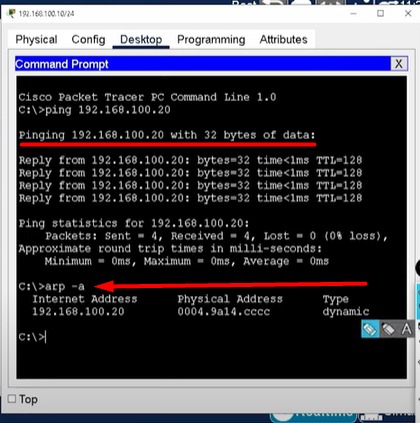 192.168.100.10/24
Physical Config Desktop Programming Attributes
Command Prompt X
Cisco Packet Tracer PC Command Line 1.0
C:\>ping 192.168.100.20
Pinging 192.168.100.20 with 32 bytes of data:
Reply from 192.168.100.20: bytes=32 time<1ms TTL=128
Reply from 192.168.100.20: bytes=32 time<1ms TTL=128
Reply from 192.168.100.20: bytes=32 time<1ms TTL=128
Reply from 192.168.100.20: bytes=32 time<1ms TTL=128
Ping statistics for 192.168.100.20:
Packets: Sent = 4, Received = 4, Lost = 0 (0% loss),
Approximate round trip times in milli-seconds:
Minimum = 0ms, Maximum = 0ms, Average = 0ms
C:\>arp -a
Internet Address Physical Address Type
192.168.100.20 0004.9a14.cccc dynamic
C:\>
A
Top
Realtime